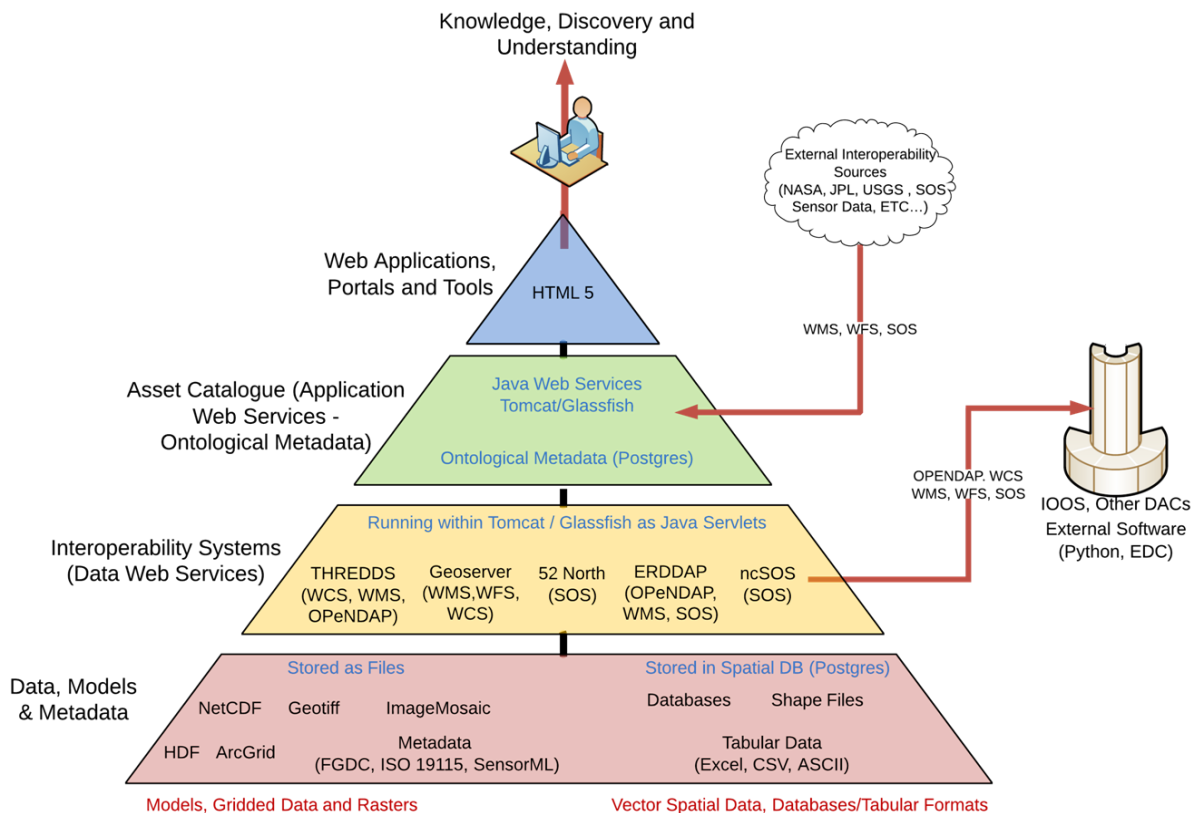 Knowledge, Discovery and
Understanding
External Interoperability
Sources
(NASA, JPL, USGS , SOS
Sensor Data, ETC...)
Web Applications,
Portals and Tools
HTML 5
WMS, WFS, SOS
Asset Catalogue (Application
Web Services -
Ontological Metadata)
Java Web Services
Tomcat/Glassfish
Ontological Metadata (Postgres)
OPENDAP. WCS
WMS, WFS, SOS
IOOS, Other DACs
External Software
(Python, EDC)
Interoperability Systems
(Data Web Services)
Running within Tomcat / Glassfish as Java Servlets
THREDDS
(WCS, WMS,
OPeNDAP)
Geoserver
(WMS,WFS,
WCS)
52 North
(SOS)
ERDDAP
(OPeNDAP,
WMS, SOS)
ncSOS
(SOS)
Data, Models
& Metadata
Stored as Files
NetCDF
Geotiff
ImageMosaic
HDF
ArcGrid
Metadata
(FGDC, ISO 19115, SensorML)
Stored in Spatial DB (Postgres)
Databases
Shape Files
Tabular Data
(Excel, CSV, ASCII)
Models, Gridded Data and Rasters
Vector Spatial Data, Databases/Tabular Formats